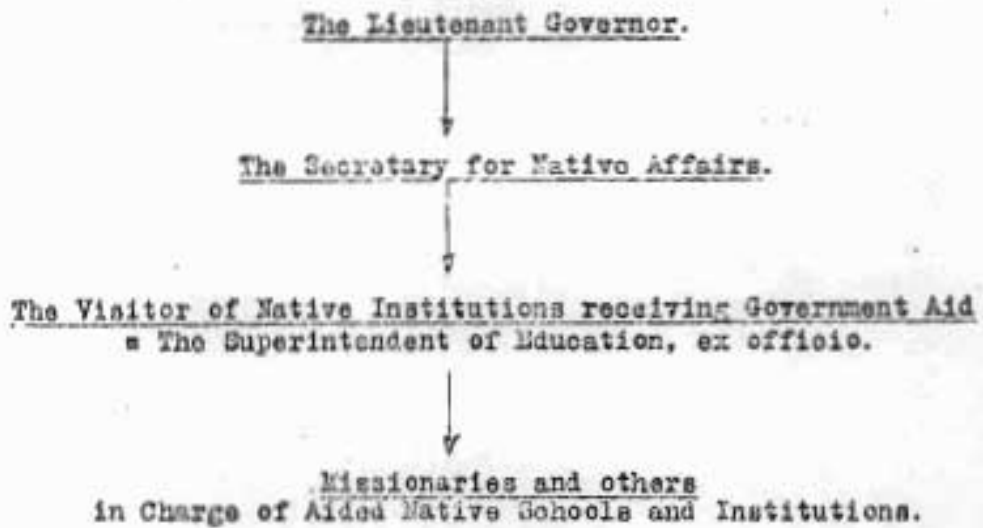 The Lieutenant Governor.
The Secretary for Native Affairs.
The Visitor of Native Institutions receiving Government Aid
= The Superintendent of Education, ex officio.
Missionaries and others
in Charge of Aided Native Schools and Institutions.